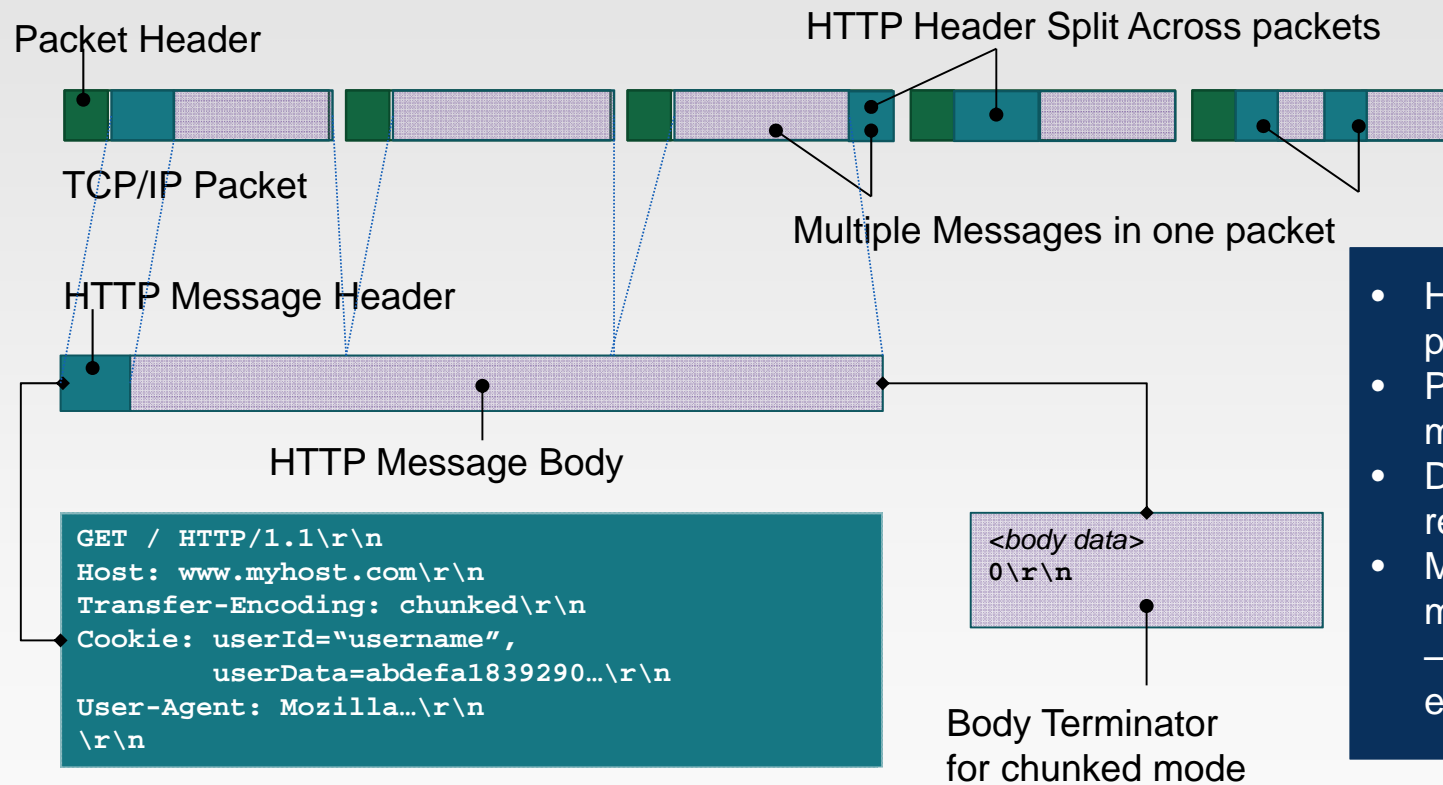 Packet Header
HTTP Header Split Across packets
TCP/IP Packet
Multiple Messages in one packet
HTTP Message Header
HTTP Message Body
GET / HTTP/1.1\r\n
Host: www.myhost.com\r\n
Transfer-Encoding: chunked\r\n
Cookie: userId=“username”,
userData=abdefa1839290…\r\n
User-Agent: Mozilla…\r\n
\r\n
<body data>
0\r\n
Body Terminator
for chunked mode